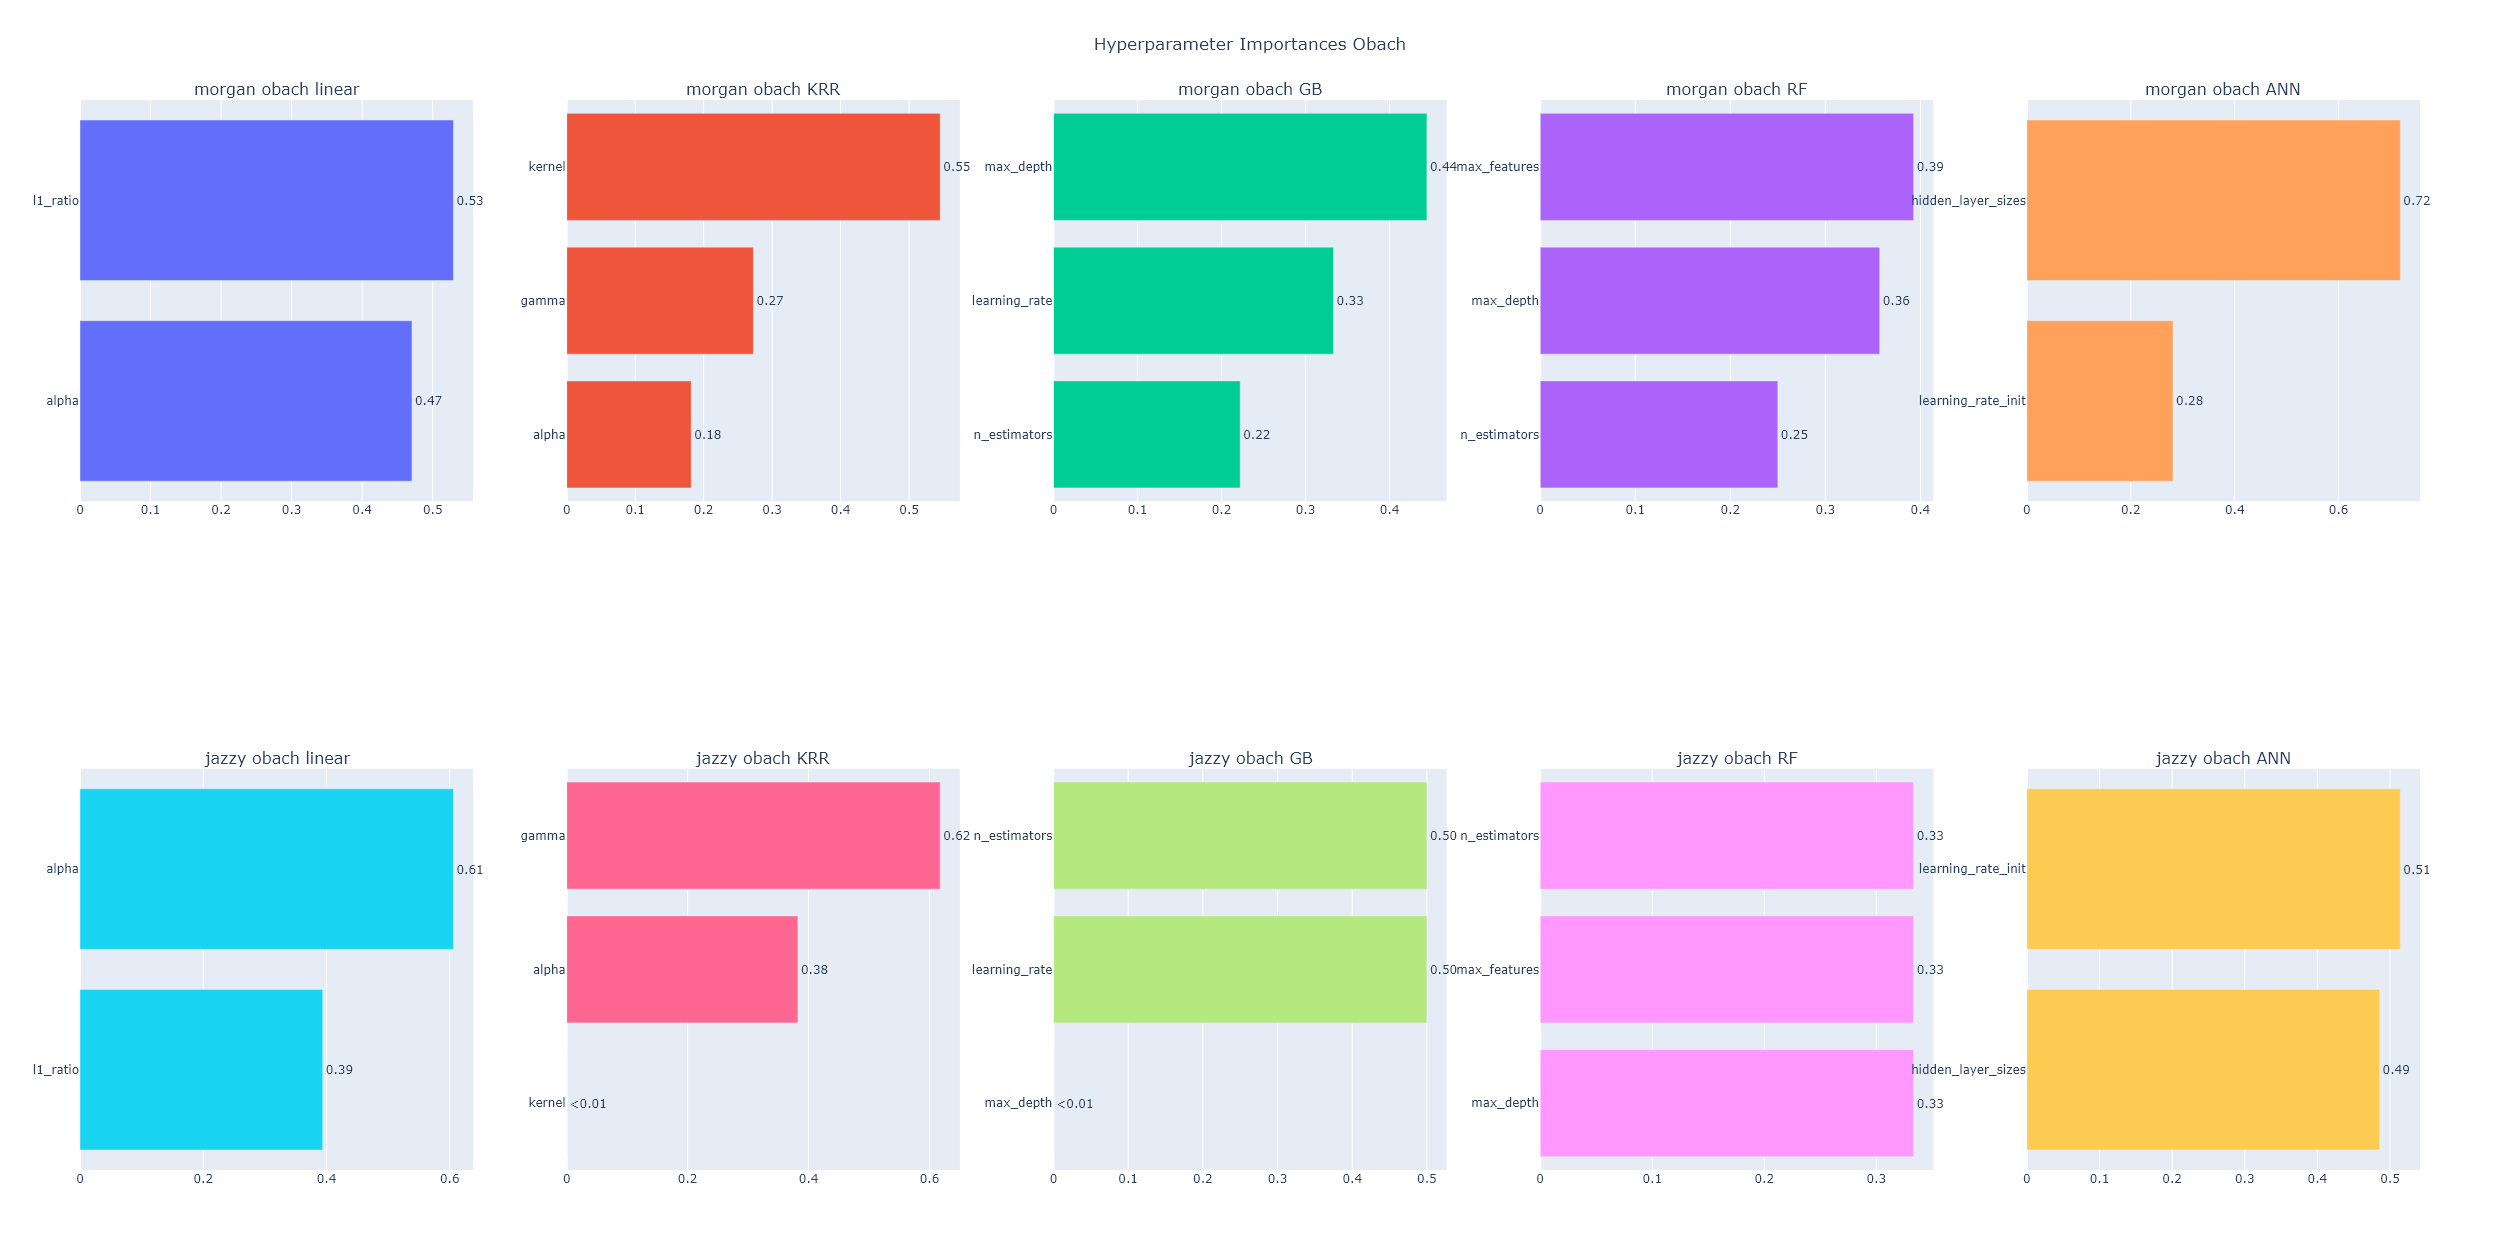 Hyperparameter Importances Obach
morgan obach linear
l1_ratio 0.53
alpha 0.47
0 0.1 0.2 0.3 0.4 0.5
morgan obach KRR
kernel 0.55
gamma 0.27
alpha 0.18
0 0.1 0.2 0.3 0.4 0.5
morgan obach GB
max_depth 0.44
learning_rate 0.33
n_estimators 0.22
0 0.1 0.2 0.3 0.4
morgan obach RF
max_features 0.39
max_depth 0.36
n_estimators 0.25
0 0.1 0.2 0.3 0.4
morgan obach ANN
hidden_layer_sizes 0.72
learning_rate_init 0.28
0 0.2 0.4 0.6
jazzy obach linear
alpha 0.61
l1_ratio 0.39
0 0.2 0.4 0.6
jazzy obach KRR
gamma 0.62
alpha 0.38
kernel <0.01
0 0.2 0.4 0.6
jazzy obach GB
n_estimators 0.50
learning_rate 0.50
max_depth <0.01
0 0.1 0.2 0.3 0.4 0.5
jazzy obach RF
n_estimators 0.33
max_features 0.33
max_depth 0.33
0 0.1 0.2 0.3
jazzy obach ANN
learning_rate_init 0.51
hidden_layer_sizes 0.49
0 0.1 0.2 0.3 0.4 0.5